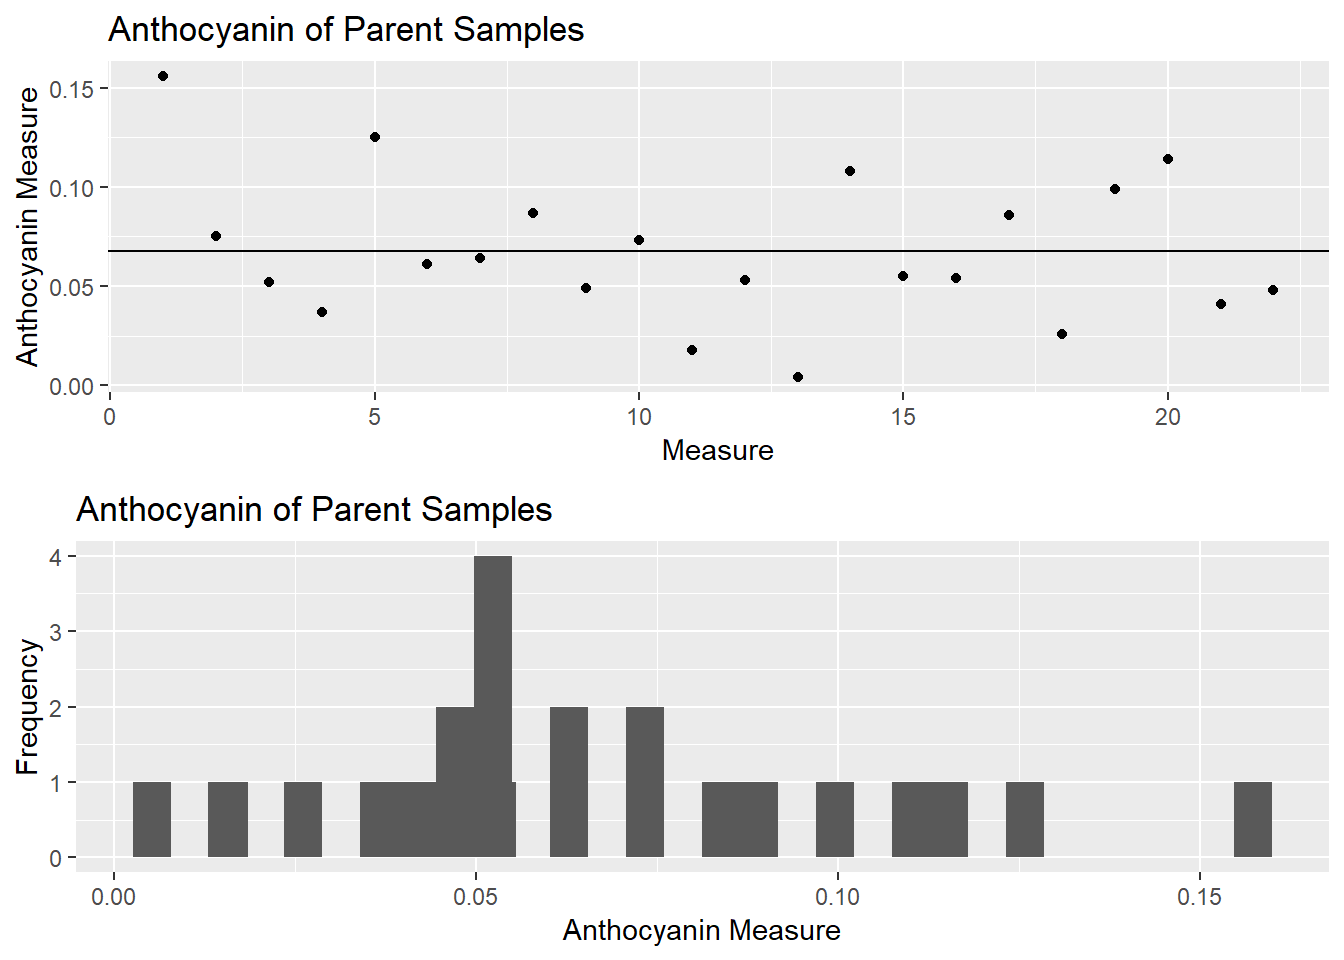 Anthocyanin of Parent Samples
Anthocyanin Measure
0.15
0.10
0.05
0.00
0 5 10 15 20
Measure
Anthocyanin of Parent Samples
Frequency
4
3
2
1
0
0.00 0.05 0.10 0.15
Anthocyanin Measure